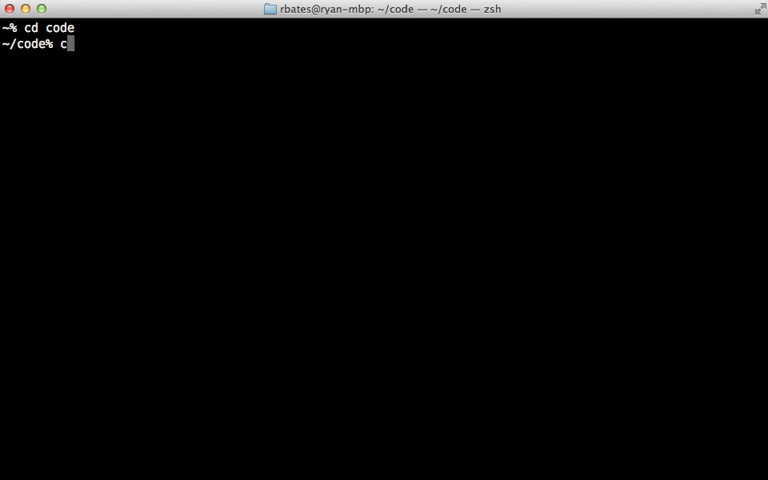 rbates@ryan-mbp: ~/code — ~/code — zsh
~% cd code
~/code% c